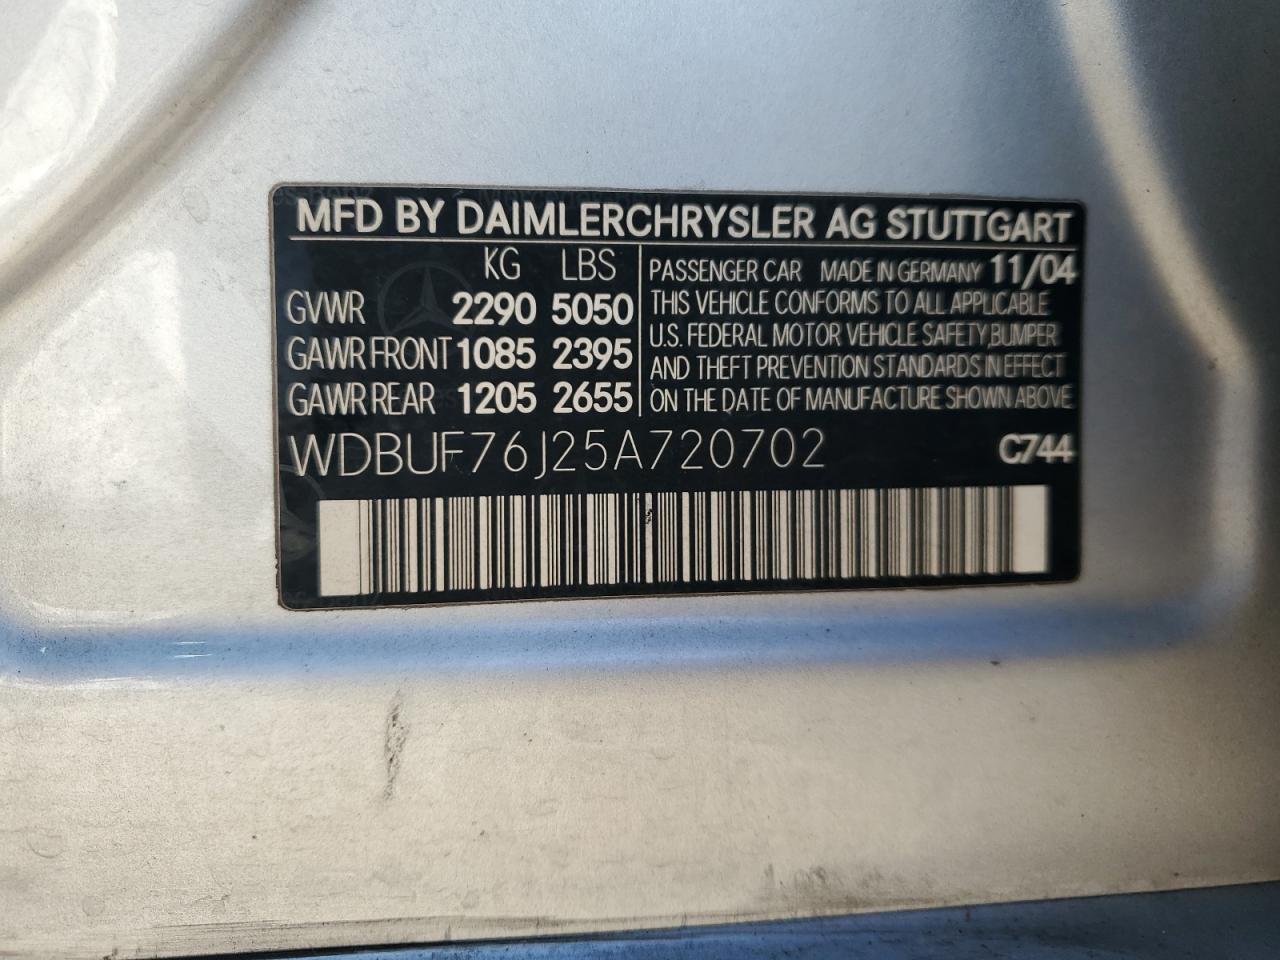 MFD BY DAIMLERCHRYSLER AG STUTTGART
KG LBS
GVWR 2290 5050
GAWR FRONT 1085 2395
GAWR REAR 1205 2655
PASSENGER CAR MADE IN GERMANY 11/04
THIS VEHICLE CONFORMS TO ALL APPLICABLE
U.S. FEDERAL MOTOR VEHICLE SAFETY,BUMPER
AND THEFT PREVENTION STANDARDS IN EFFECT
ON THE DATE OF MANUFACTURE SHOWN ABOVE.
WDBUF76J25A720702 C744